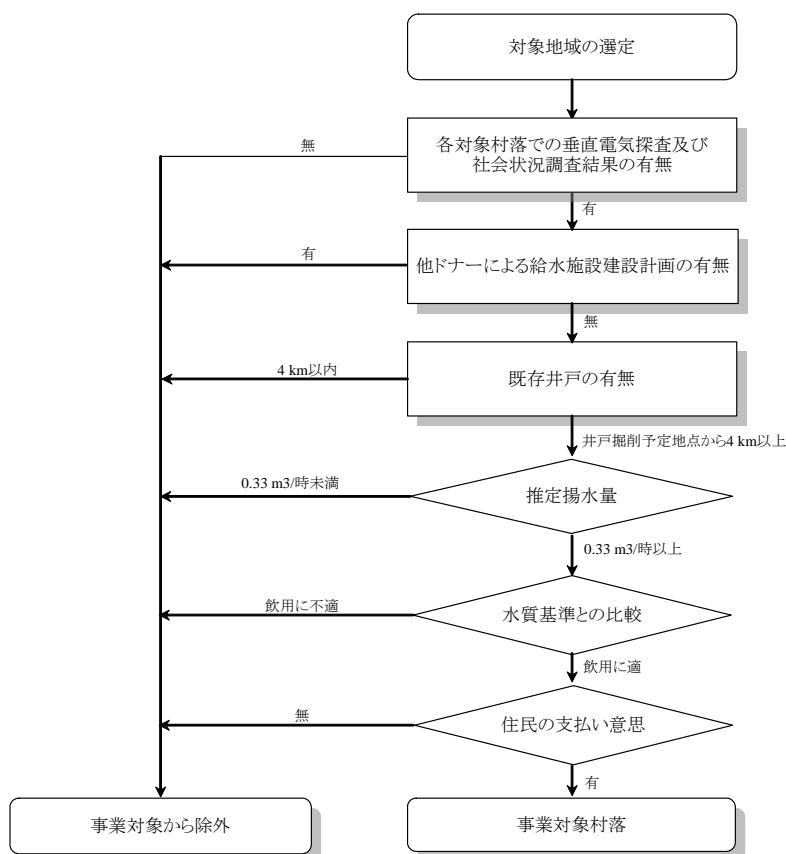 対象地域の選定
無
各対象村落での垂直電気探査及び
社会状況調査結果の有無
有
有
他ドナーによる給水施設建設計画の有無
無
4 km以内
既存井戸の有無
井戸掘削予定地点から4 km以上
0.33 m3/時未満
推定揚水量
0.33 m3/時以上
飲用に不適
水質基準との比較
飲用に適
無
住民の支払い意思
有
事業対象から除外
事業対象村落